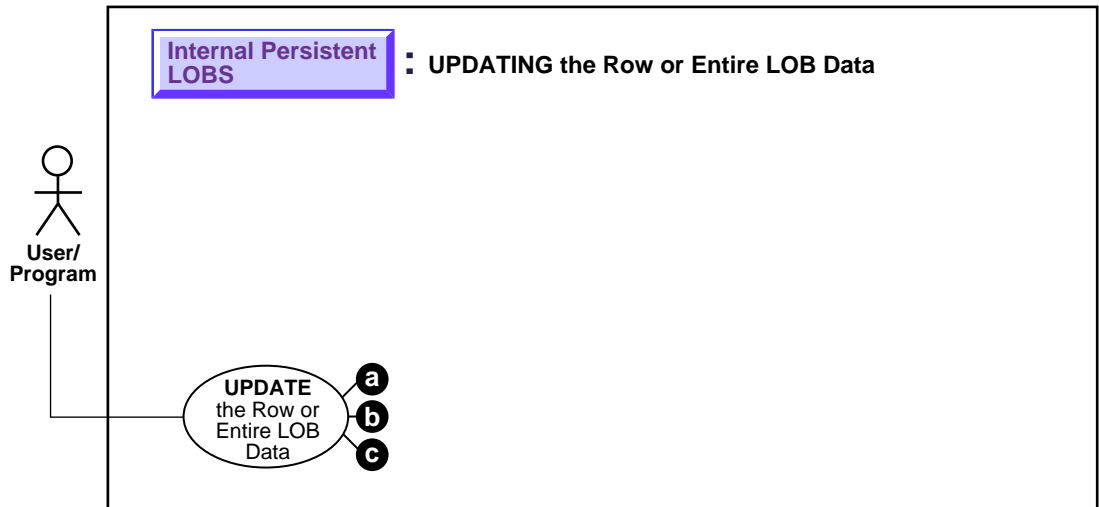 Internal Persistent
LOBS
: UPDATING the Row or Entire LOB Data
User/
Program
UPDATE
the Row or
Entire LOB
Data
a
b
c